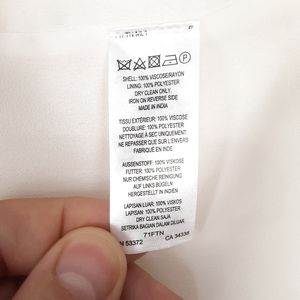 SHELL: 100% VISCOSE/RAYON
LINING: 100% POLYESTER
DRY CLEAN ONLY.
IRON ON REVERSE SIDE
MADE IN INDIA
TISSU EXTÉRIEUR: 100% VISCOSE
DOUBLURE: 100% POLYESTER
NETTOYAGE À SEC UNIQUEMENT.
NE REPASSER QUE SUR L'ENVERS
FABRIQUÉ EN INDE
AUSSENSTOFF: 100% VISKOSE
FUTTER: 100% POLYESTER
NUR CHEMISCHE REINIGUNG
AUF LINKS BÜGELN
HERGESTELLT IN INDIEN
LAPISAN LUAR: 100% VISKOS
LAPISAN: 100% POLYESTER
DRY CLEAN SAJA
SETRIKA BAGIAN DALAM DILUAR
71FTN
N 53372 CA 34338